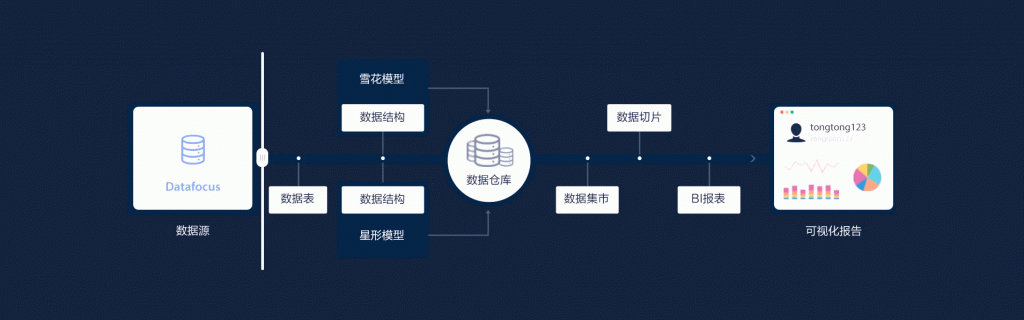 Datafocus
数据源
数据表
雪花模型
数据结构
数据结构
星形模型
数据仓库
数据集市
数据切片
BI报表
tongtong123
可视化报告